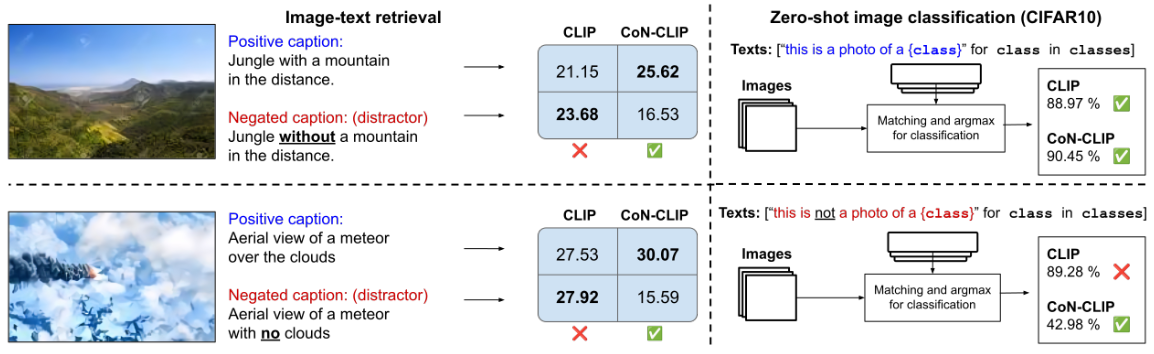 Image-text retrieval
CLIP CoN-CLIP
Positive caption:
Jungle with a mountain
in the distance.
21.15 25.62
Negated caption: (distractor)
Jungle without a mountain
in the distance.
23.68 16.53
Positive caption:
Aerial view of a meteor
over the clouds
CLIP CoN-CLIP
27.53 30.07
Negated caption: (distractor)
Aerial view of a meteor
with no clouds
27.92 15.59
Zero-shot image classification (CIFAR10)
Texts: [“this is a photo of a {class}” for class in classes]
Images
Matching and argmax
for classification
CLIP
88.97 %
CoN-CLIP
90.45 %
Texts: [“this is not a photo of a {class}” for class in classes]
Images
Matching and argmax
for classification
CLIP
89.28 %
CoN-CLIP
42.98 %